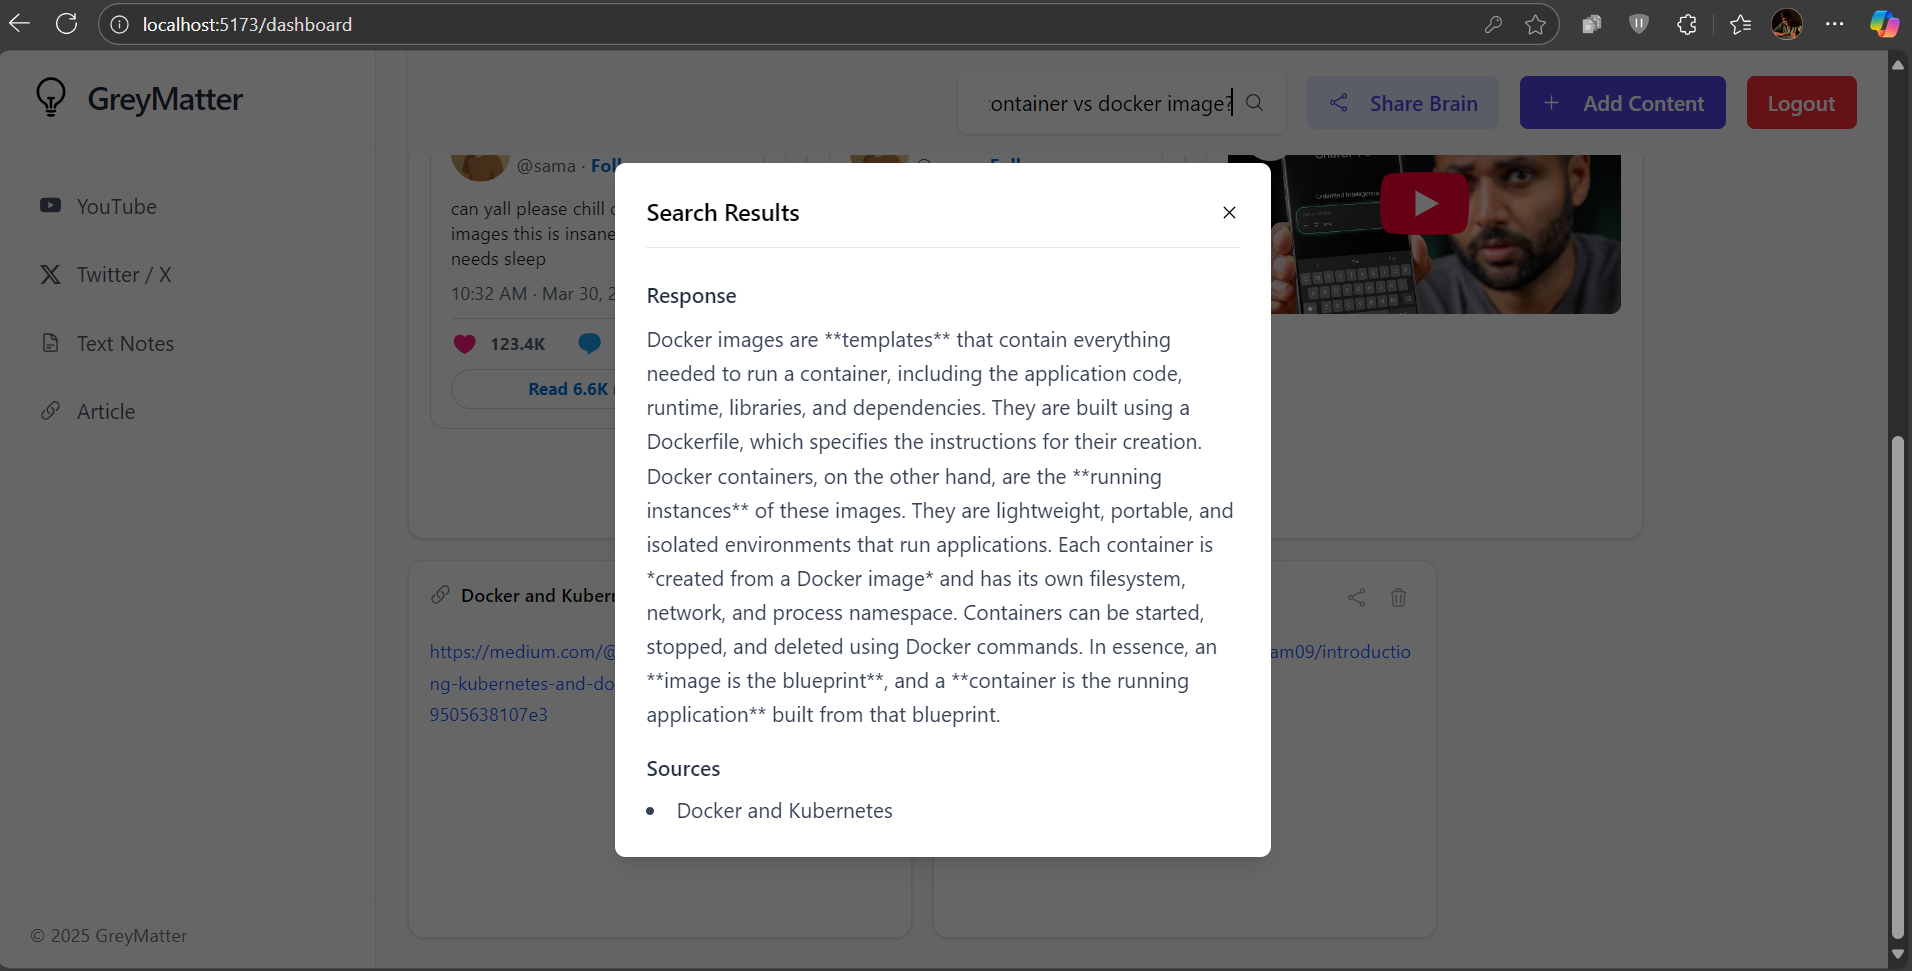 localhost:5173/dashboard
GreyMatter
container vs docker image?
Share Brain
Add Content
Logout
YouTube
Twitter / X
Text Notes
Article
@sama ·
can yall please chill
images this is insane
needs sleep
10:32 AM · Mar 30,
123.4K
Read 6.6K
Unlimited Intelligence
Search Results
Response
Docker images are **templates** that contain everything
needed to run a container, including the application code,
runtime, libraries, and dependencies. They are built using a
Dockerfile, which specifies the instructions for their creation.
Docker containers, on the other hand, are the **running
instances** of these images. They are lightweight, portable, and
isolated environments that run applications. Each container is
*created from a Docker image* and has its own filesystem,
network, and process namespace. Containers can be started,
stopped, and deleted using Docker commands. In essence, an
**image is the blueprint**, and a **container is the running
application** built from that blueprint.
Sources
• Docker and Kubernetes
Docker and Kuber
https://medium.com/@
ng-kubernetes-and-do
9505638107e3
am09/introductio
© 2025 GreyMatter